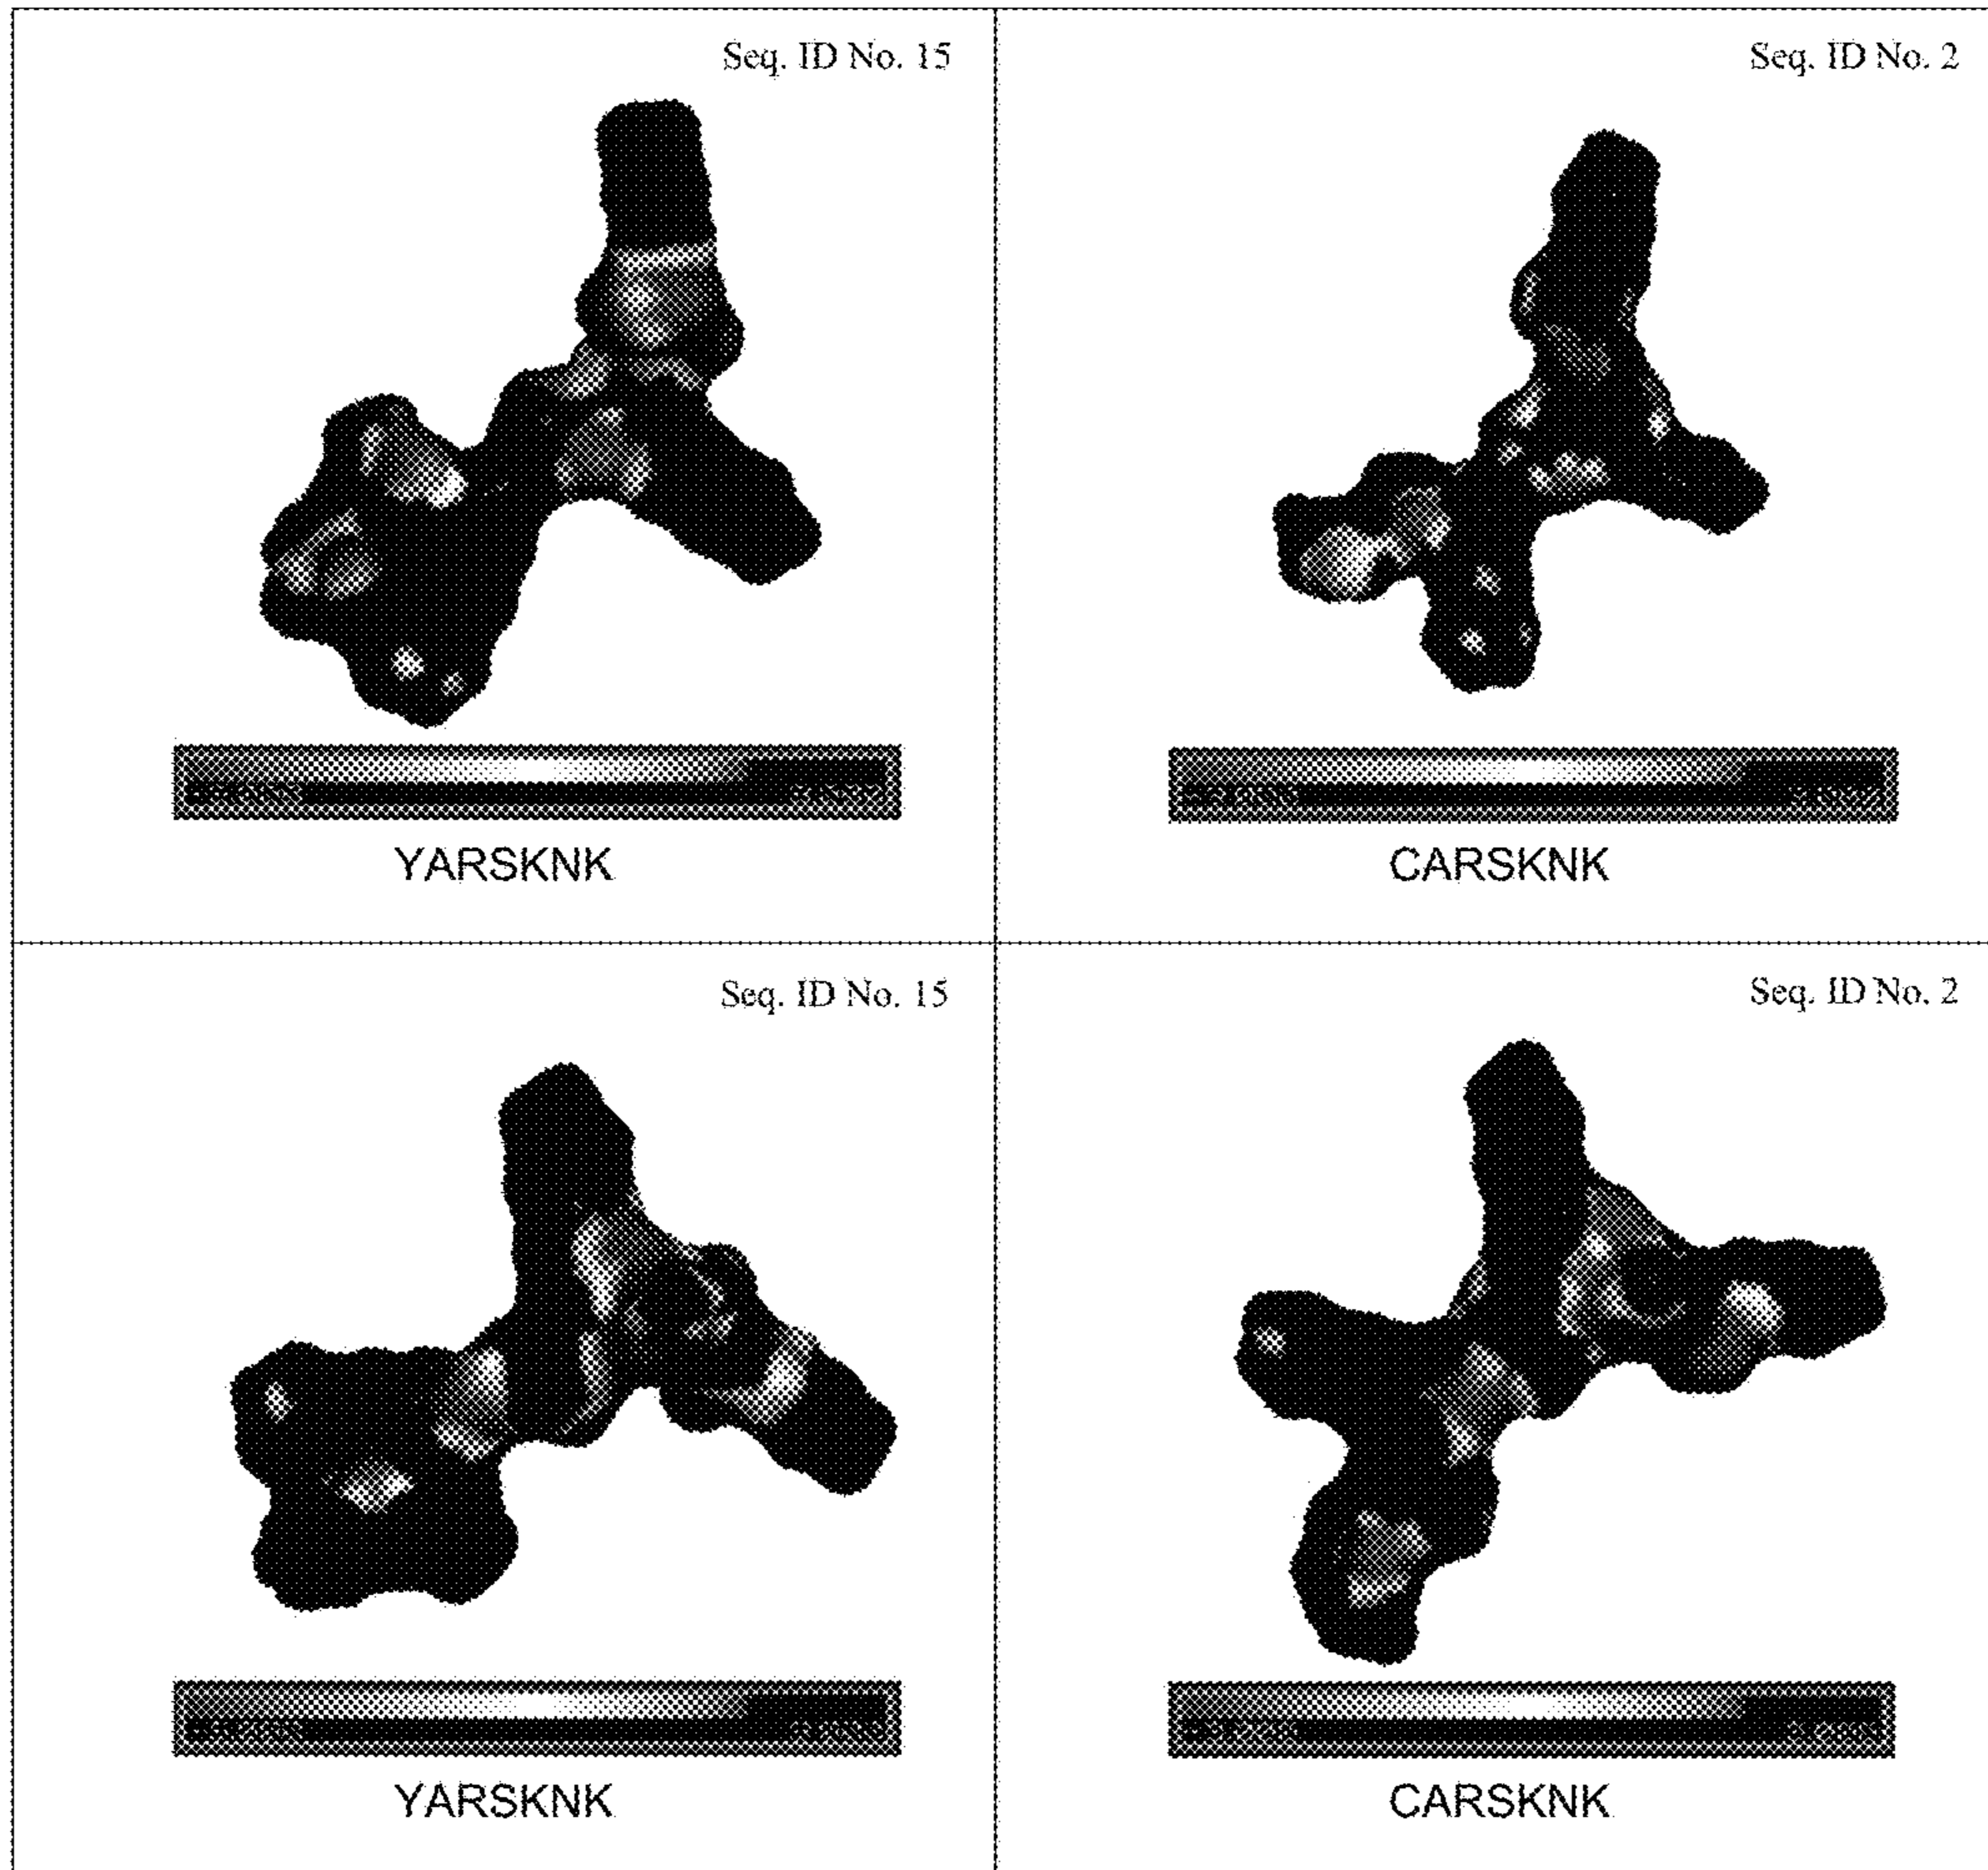 Seq. ID No. 15
Seq. ID No. 2
YARSKNK
CARSKNK
Seq. ID No. 15
Seq. ID No. 2
YARSKNK
CARSKNK